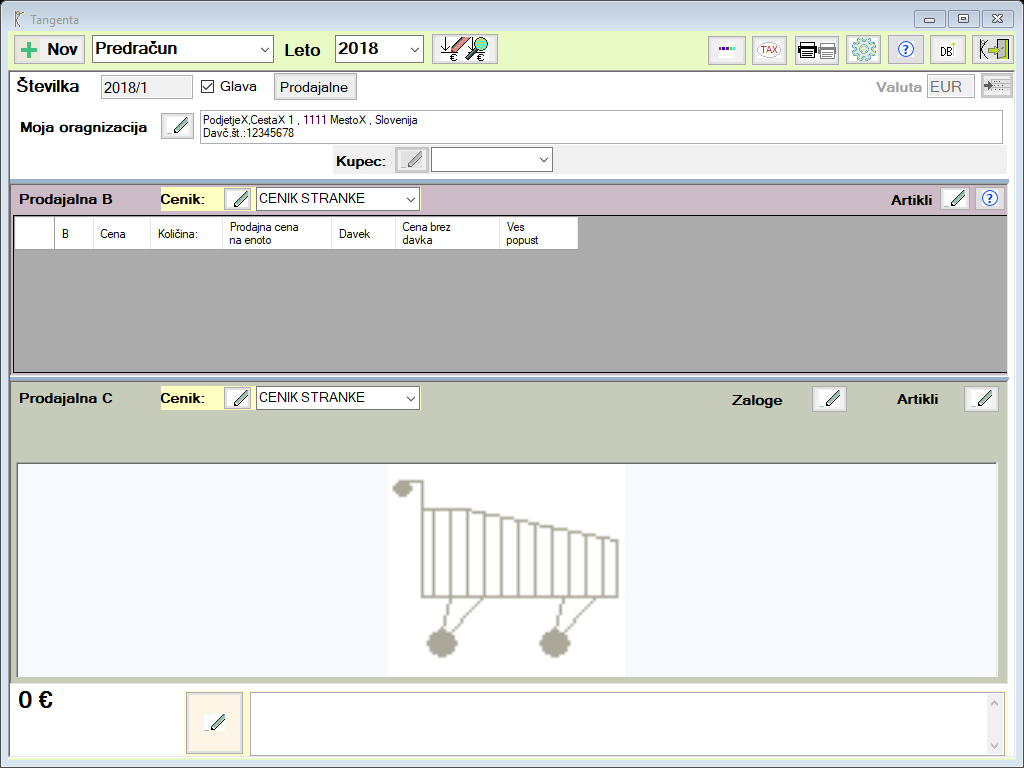 Tangenta
Nov
Predračun
Leto
2018
€ €
TAX
?
DB
Številka
2018/1
Glava
Prodajalne
Valuta
EUR
Moja oragnizacija
PodjetjeX,CestaX 1 , 1111 MestoX , Slovenija
Davč.št.:12345678
Kupec:
Prodajalna B
Cenik:
CENIK STRANKE
Artikli
?
B
Cena
Količina:
Prodajna cena
na enoto
Davek
Cena brez
davka
Ves
popust
Prodajalna C
Cenik:
CENIK STRANKE
Zaloge
Artikli
0 €